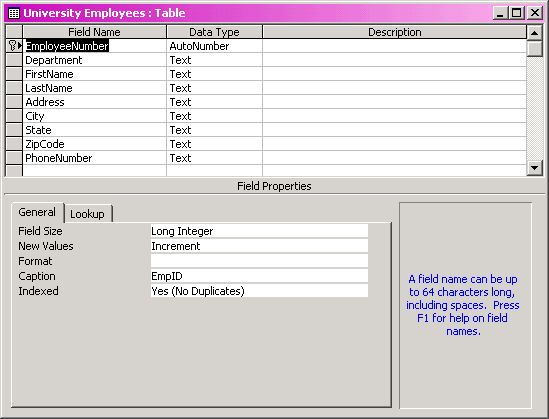 University Employees : Table
Field Name Data Type Description
EmployeeNumber AutoNumber
Department Text
FirstName Text
LastName Text
Address Text
City Text
State Text
ZipCode Text
PhoneNumber Text
Field Properties
General Lookup
Field Size Long Integer
New Values Increment
Format
Caption EmpID
Indexed Yes (No Duplicates)
A field name can be up
to 64 characters long,
including spaces. Press
F1 for help on field
names.